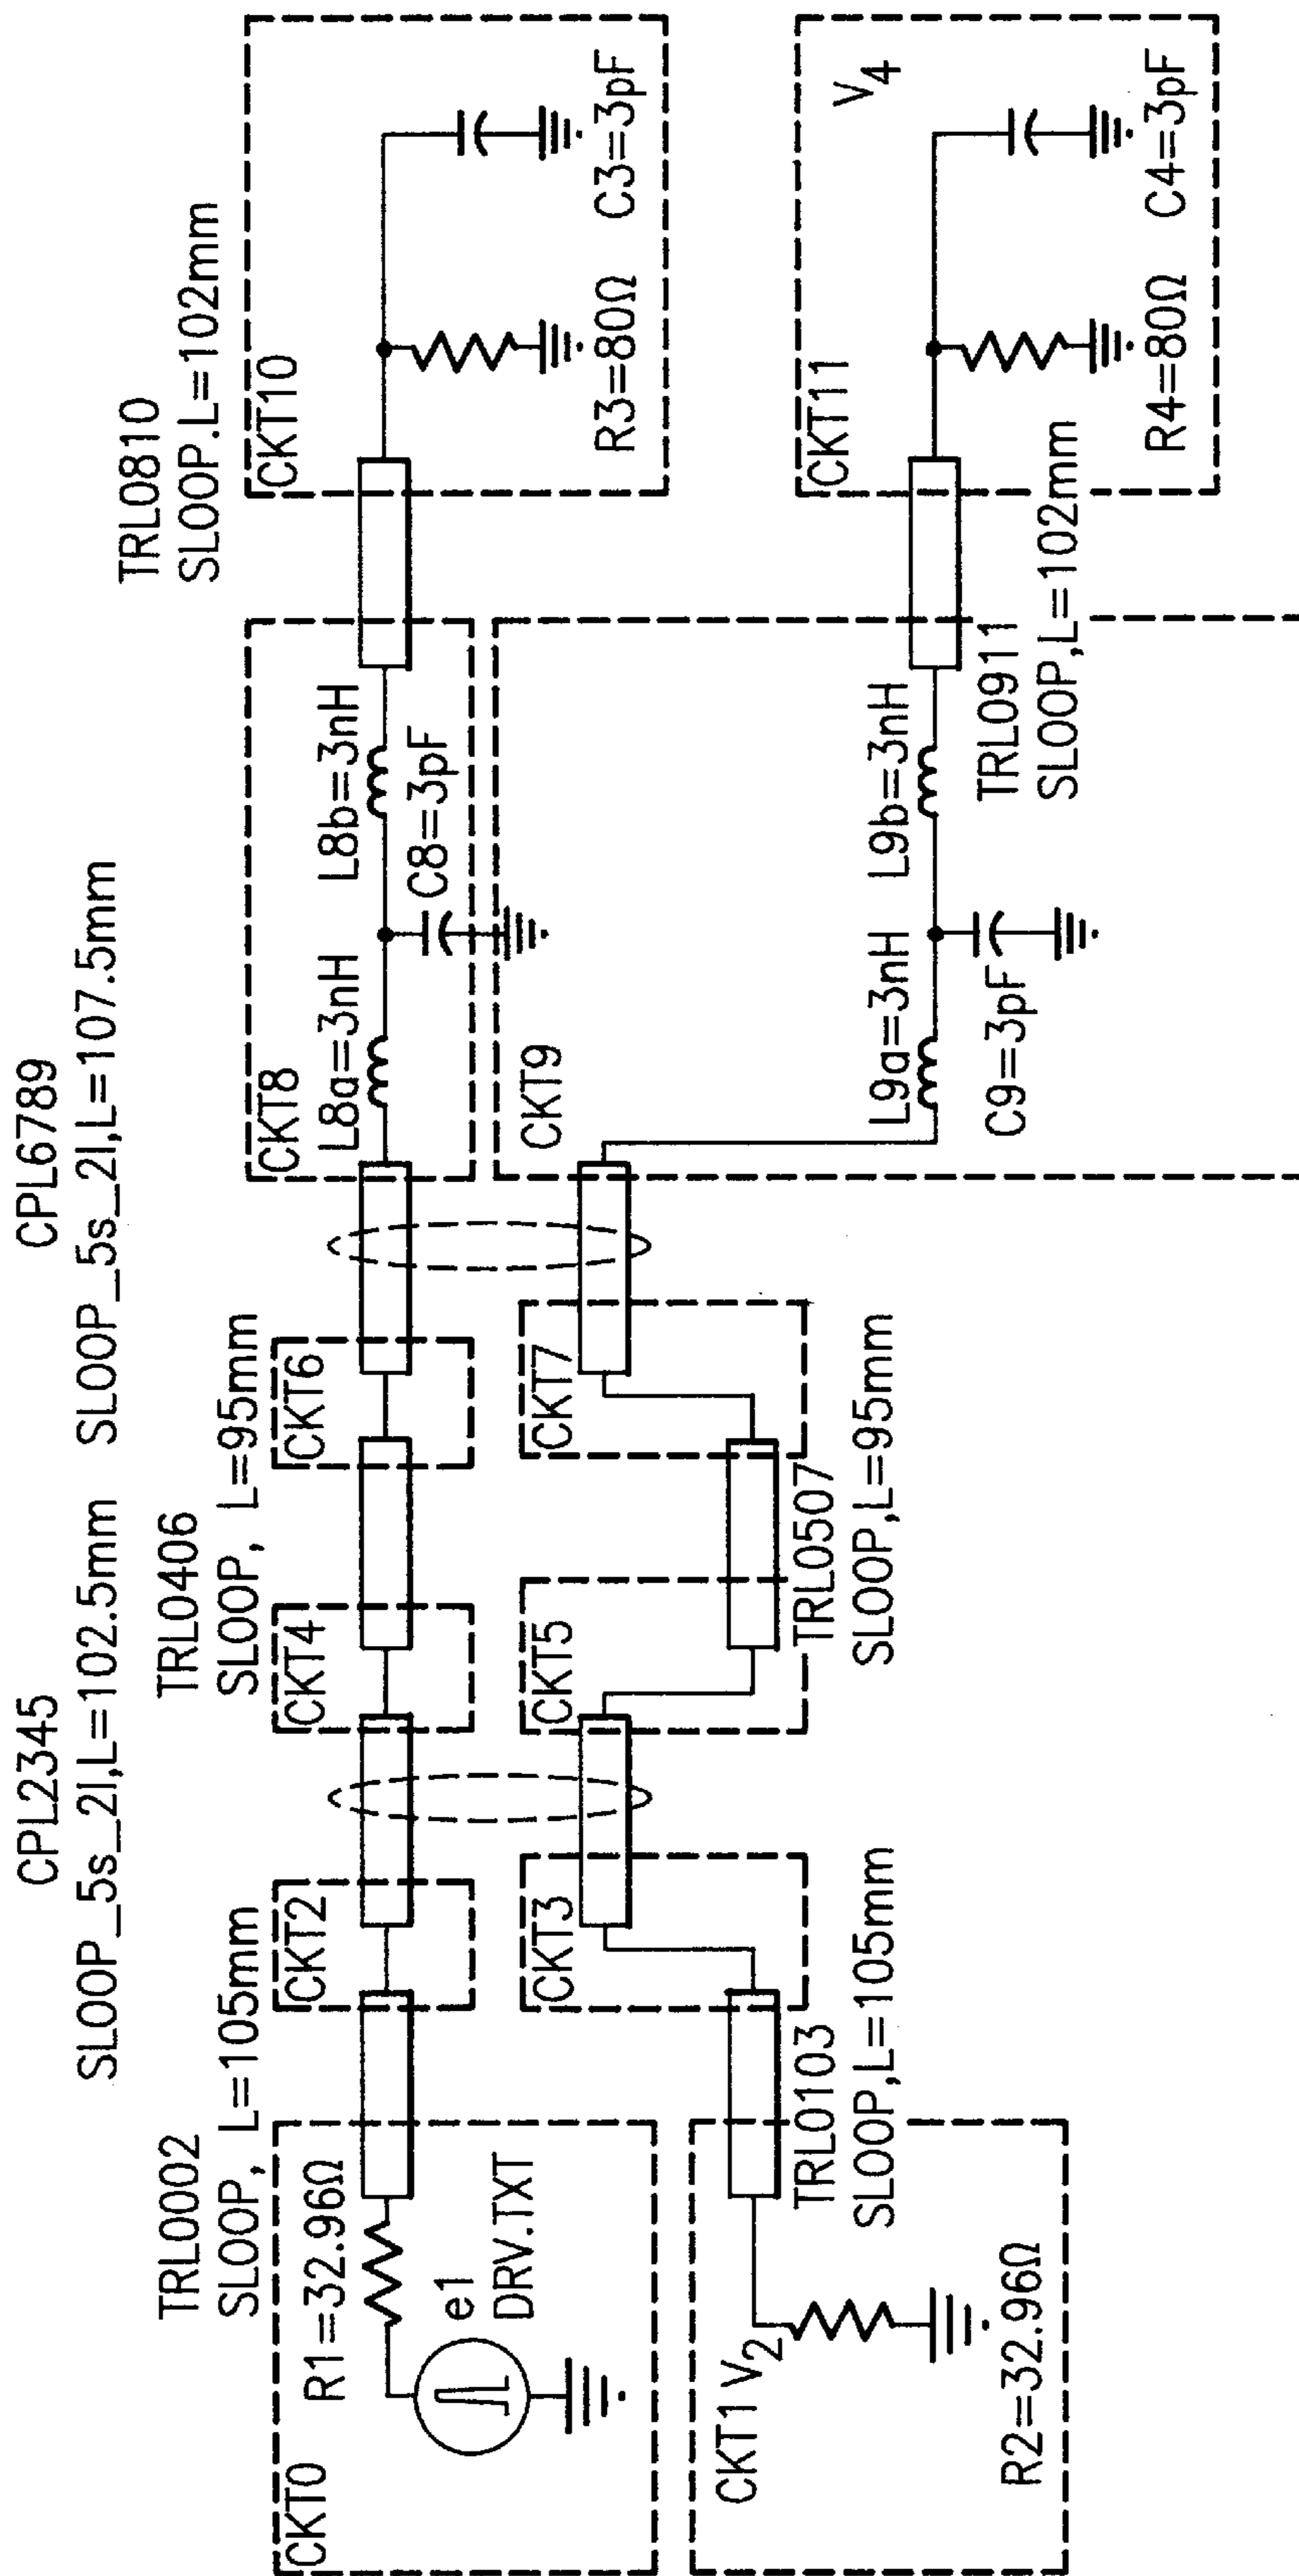 CPL2345
SLOOP_5s_2l,L=102.5mm
CPL6789
SLOOP_5s_2l,L=107.5mm
TRL0002
SLOOP, L=105mm
TRL0406
SLOOP, L=95mm
TRL0810
SLOOP.L=102mm
CKT0
R1=32.96Ω
e1
DRV.TXT
CKT2
CKT4
CKT6
CKT8
L8a=3nH
L8b=3nH
C8=3pF
CKT10
R3=80Ω
C3=3pF
CKT1
V2
R2=32.96Ω
TRL0103
SLOOP,L=105mm
CKT3
CKT5
TRL0507
SLOOP,L=95mm
CKT7
CKT9
L9a=3nH
L9b=3nH
C9=3pF
TRL0911
SLOOP,L=102mm
CKT11
V4
R4=80Ω
C4=3pF